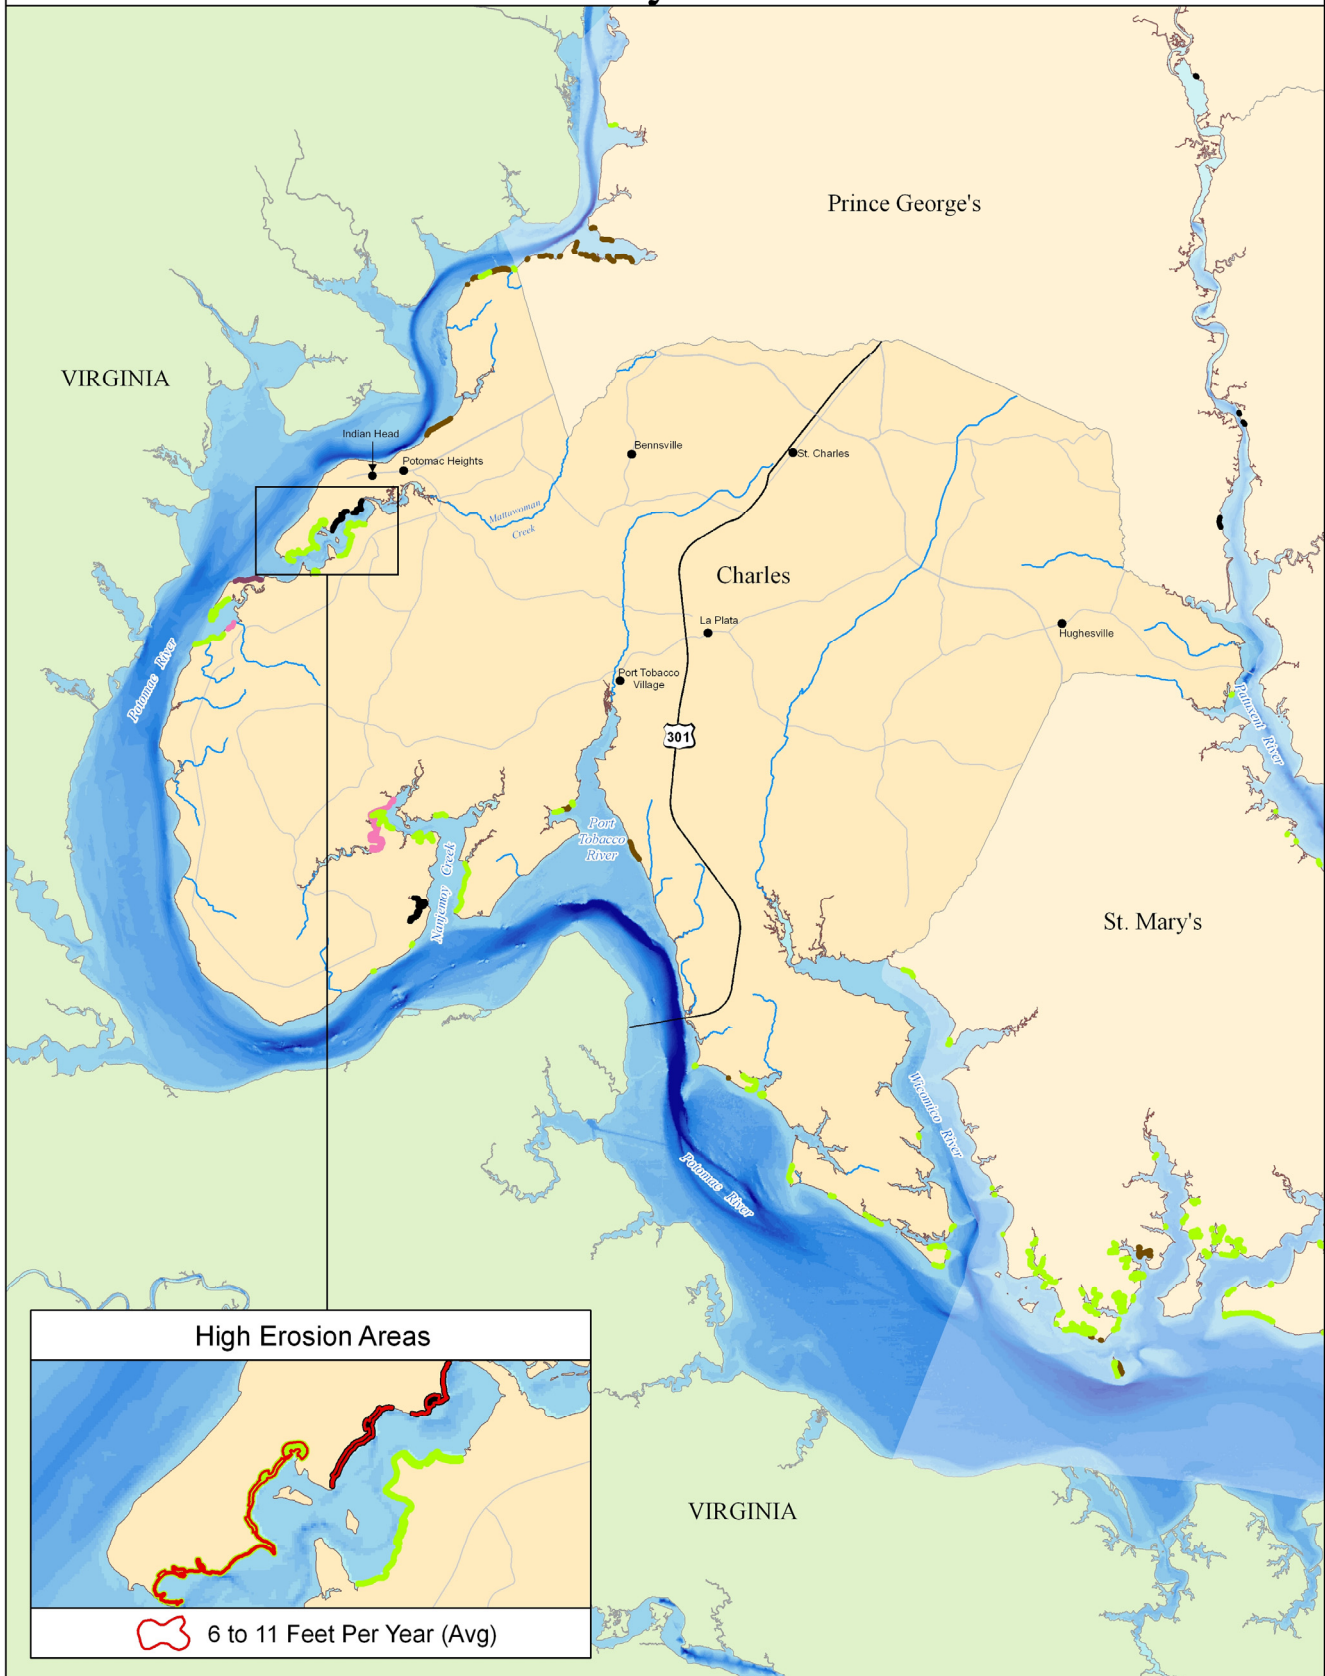 Prince George's
VIRGINIA
Indian Head
Potomac Heights
Bennsville
St. Charles
Mattawoman
Creek
Charles
La Plata
Hughesville
Port Tobacco
Village
Potomac River
301
Patuxent River
Port
Tobacco
River
Nanjemoy Creek
St. Mary's
Wicomico River
Potomac River
High Erosion Areas
VIRGINIA
6 to 11 Feet Per Year (Avg)